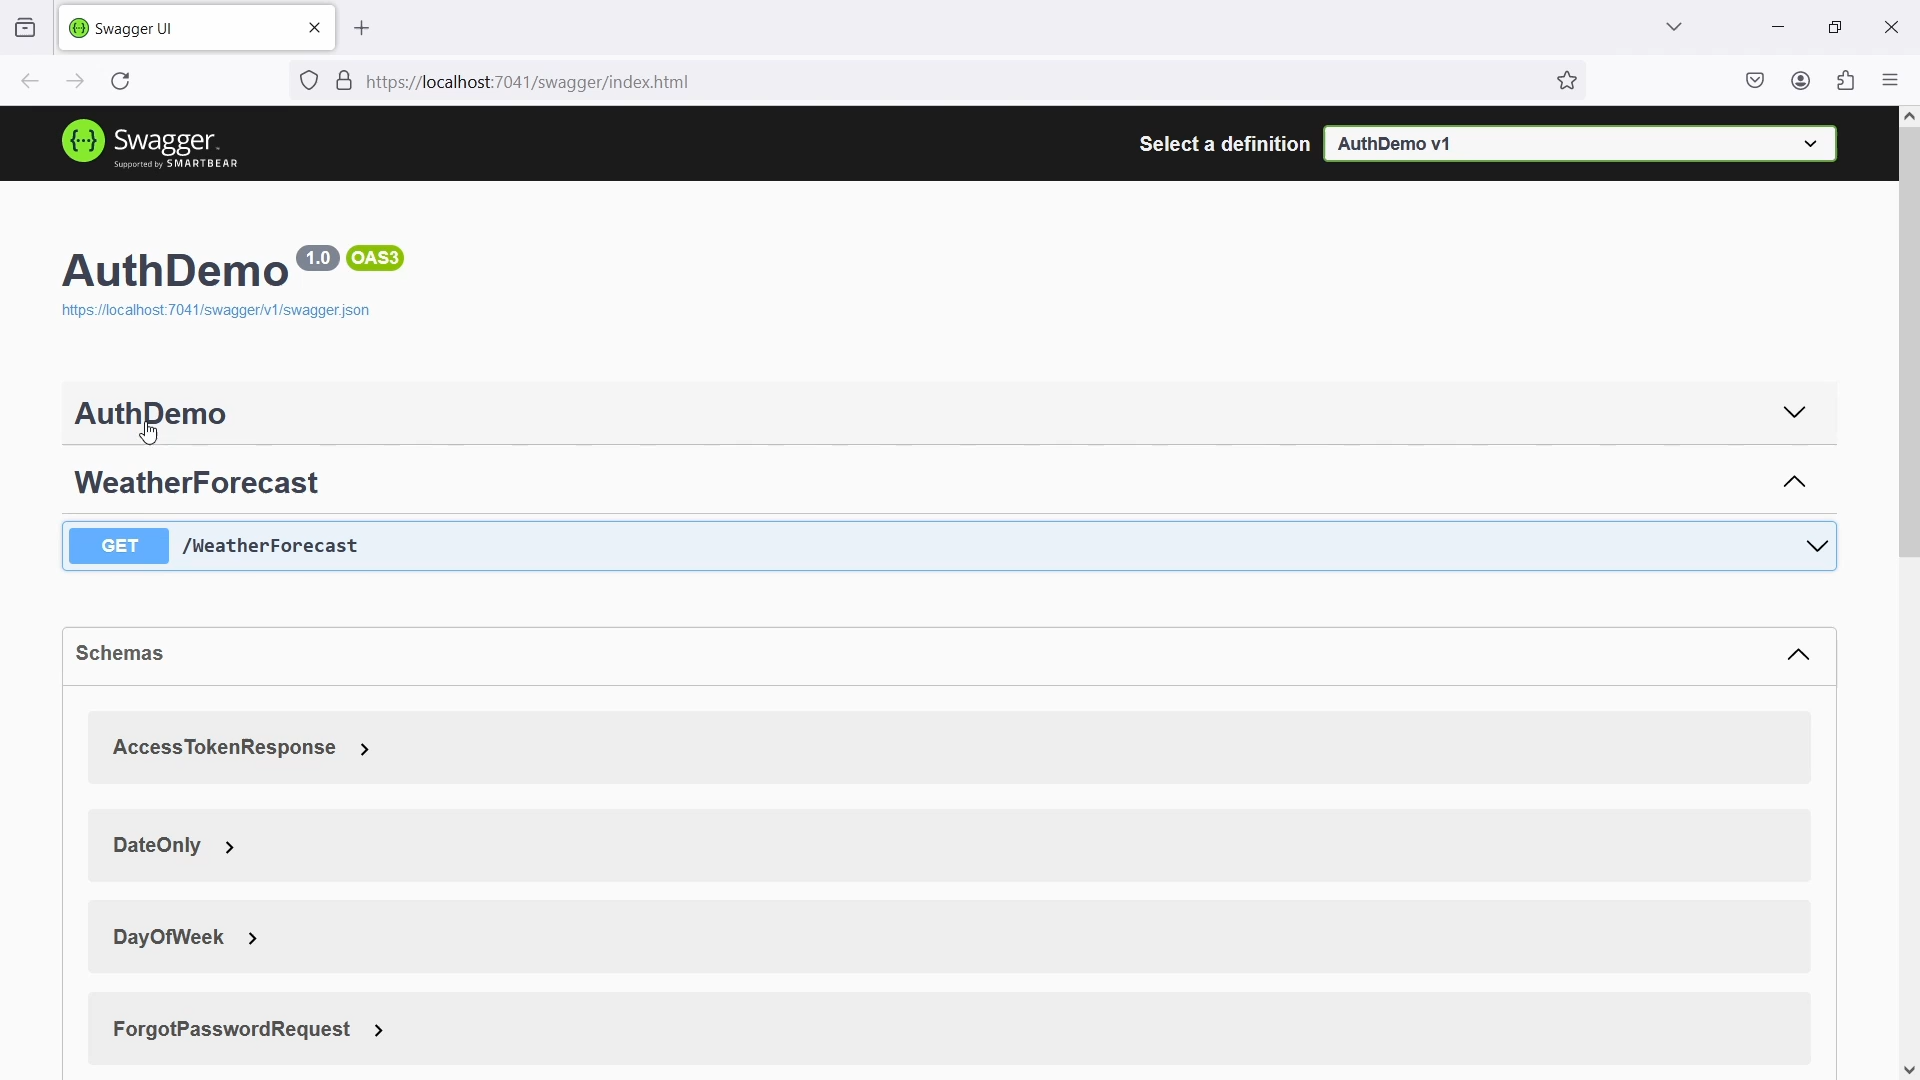 Swagger UI
https://localhost:7041/swagger/index.html
{···} Swagger.
Supported by SMARTBEAR
Select a definition AuthDemo v1
AuthDemo 1.0 OAS3
https://localhost:7041/swagger/v1/swagger.json
AuthDemo
WeatherForecast
GET /WeatherForecast
Schemas
AccessTokenResponse
DateOnly
DayOfWeek
ForgotPasswordRequest